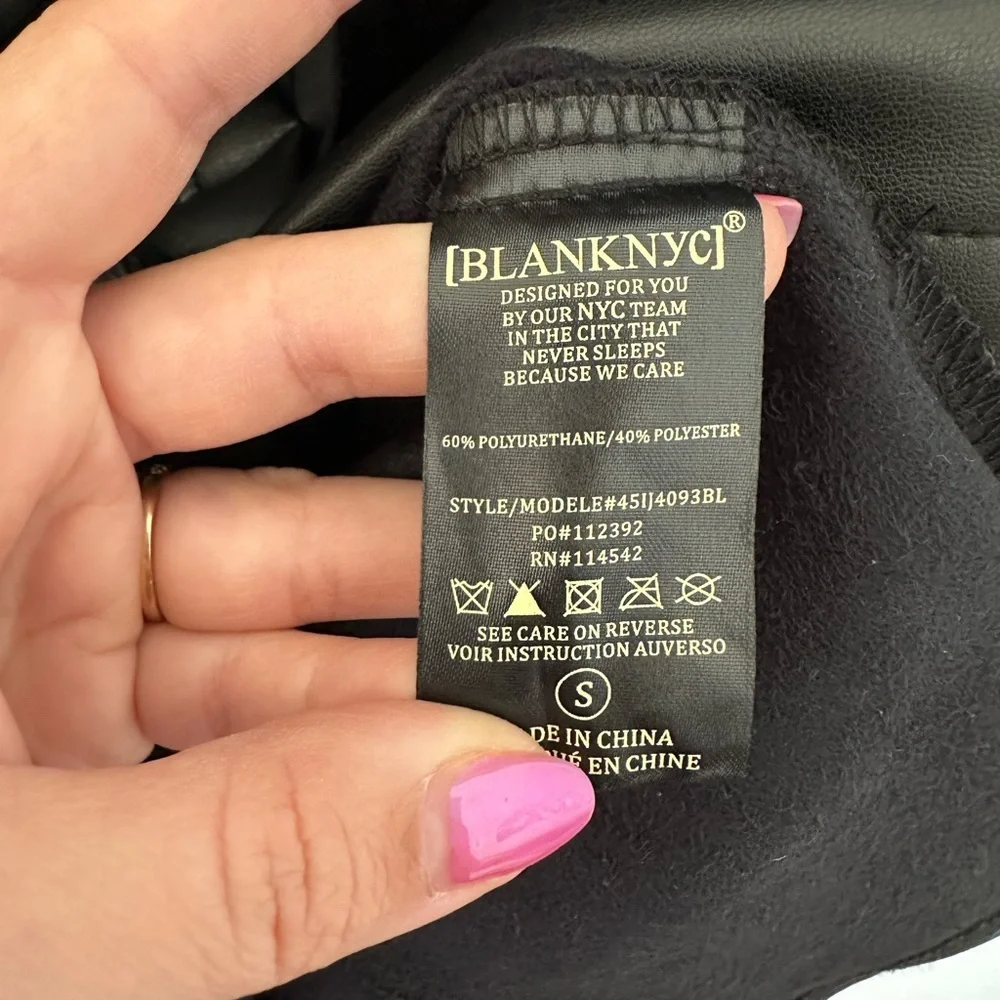 [BLANKNYC]®
DESIGNED FOR YOU
BY OUR NYC TEAM
IN THE CITY THAT
NEVER SLEEPS
BECAUSE WE CARE
60% POLYURETHANE/40% POLYESTER
STYLE/MODELE#45IJ4093BL
PO#112392
RN#114542
SEE CARE ON REVERSE
VOIR INSTRUCTION AUVERSO
S
IN CHINA
EN CHINE